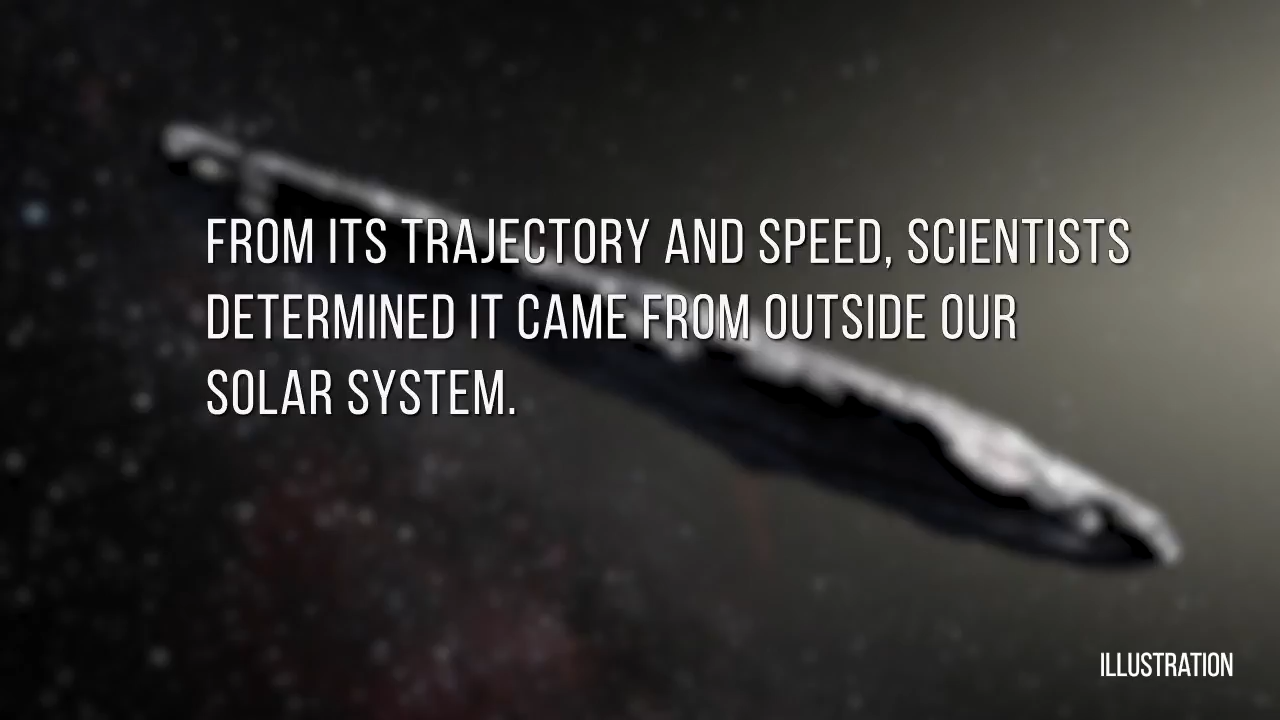 FROM ITS TRAJECTORY AND SPEED, SCIENTISTS
DETERMINED IT CAME FROM OUTSIDE OUR
SOLAR SYSTEM.
ILLUSTRATION